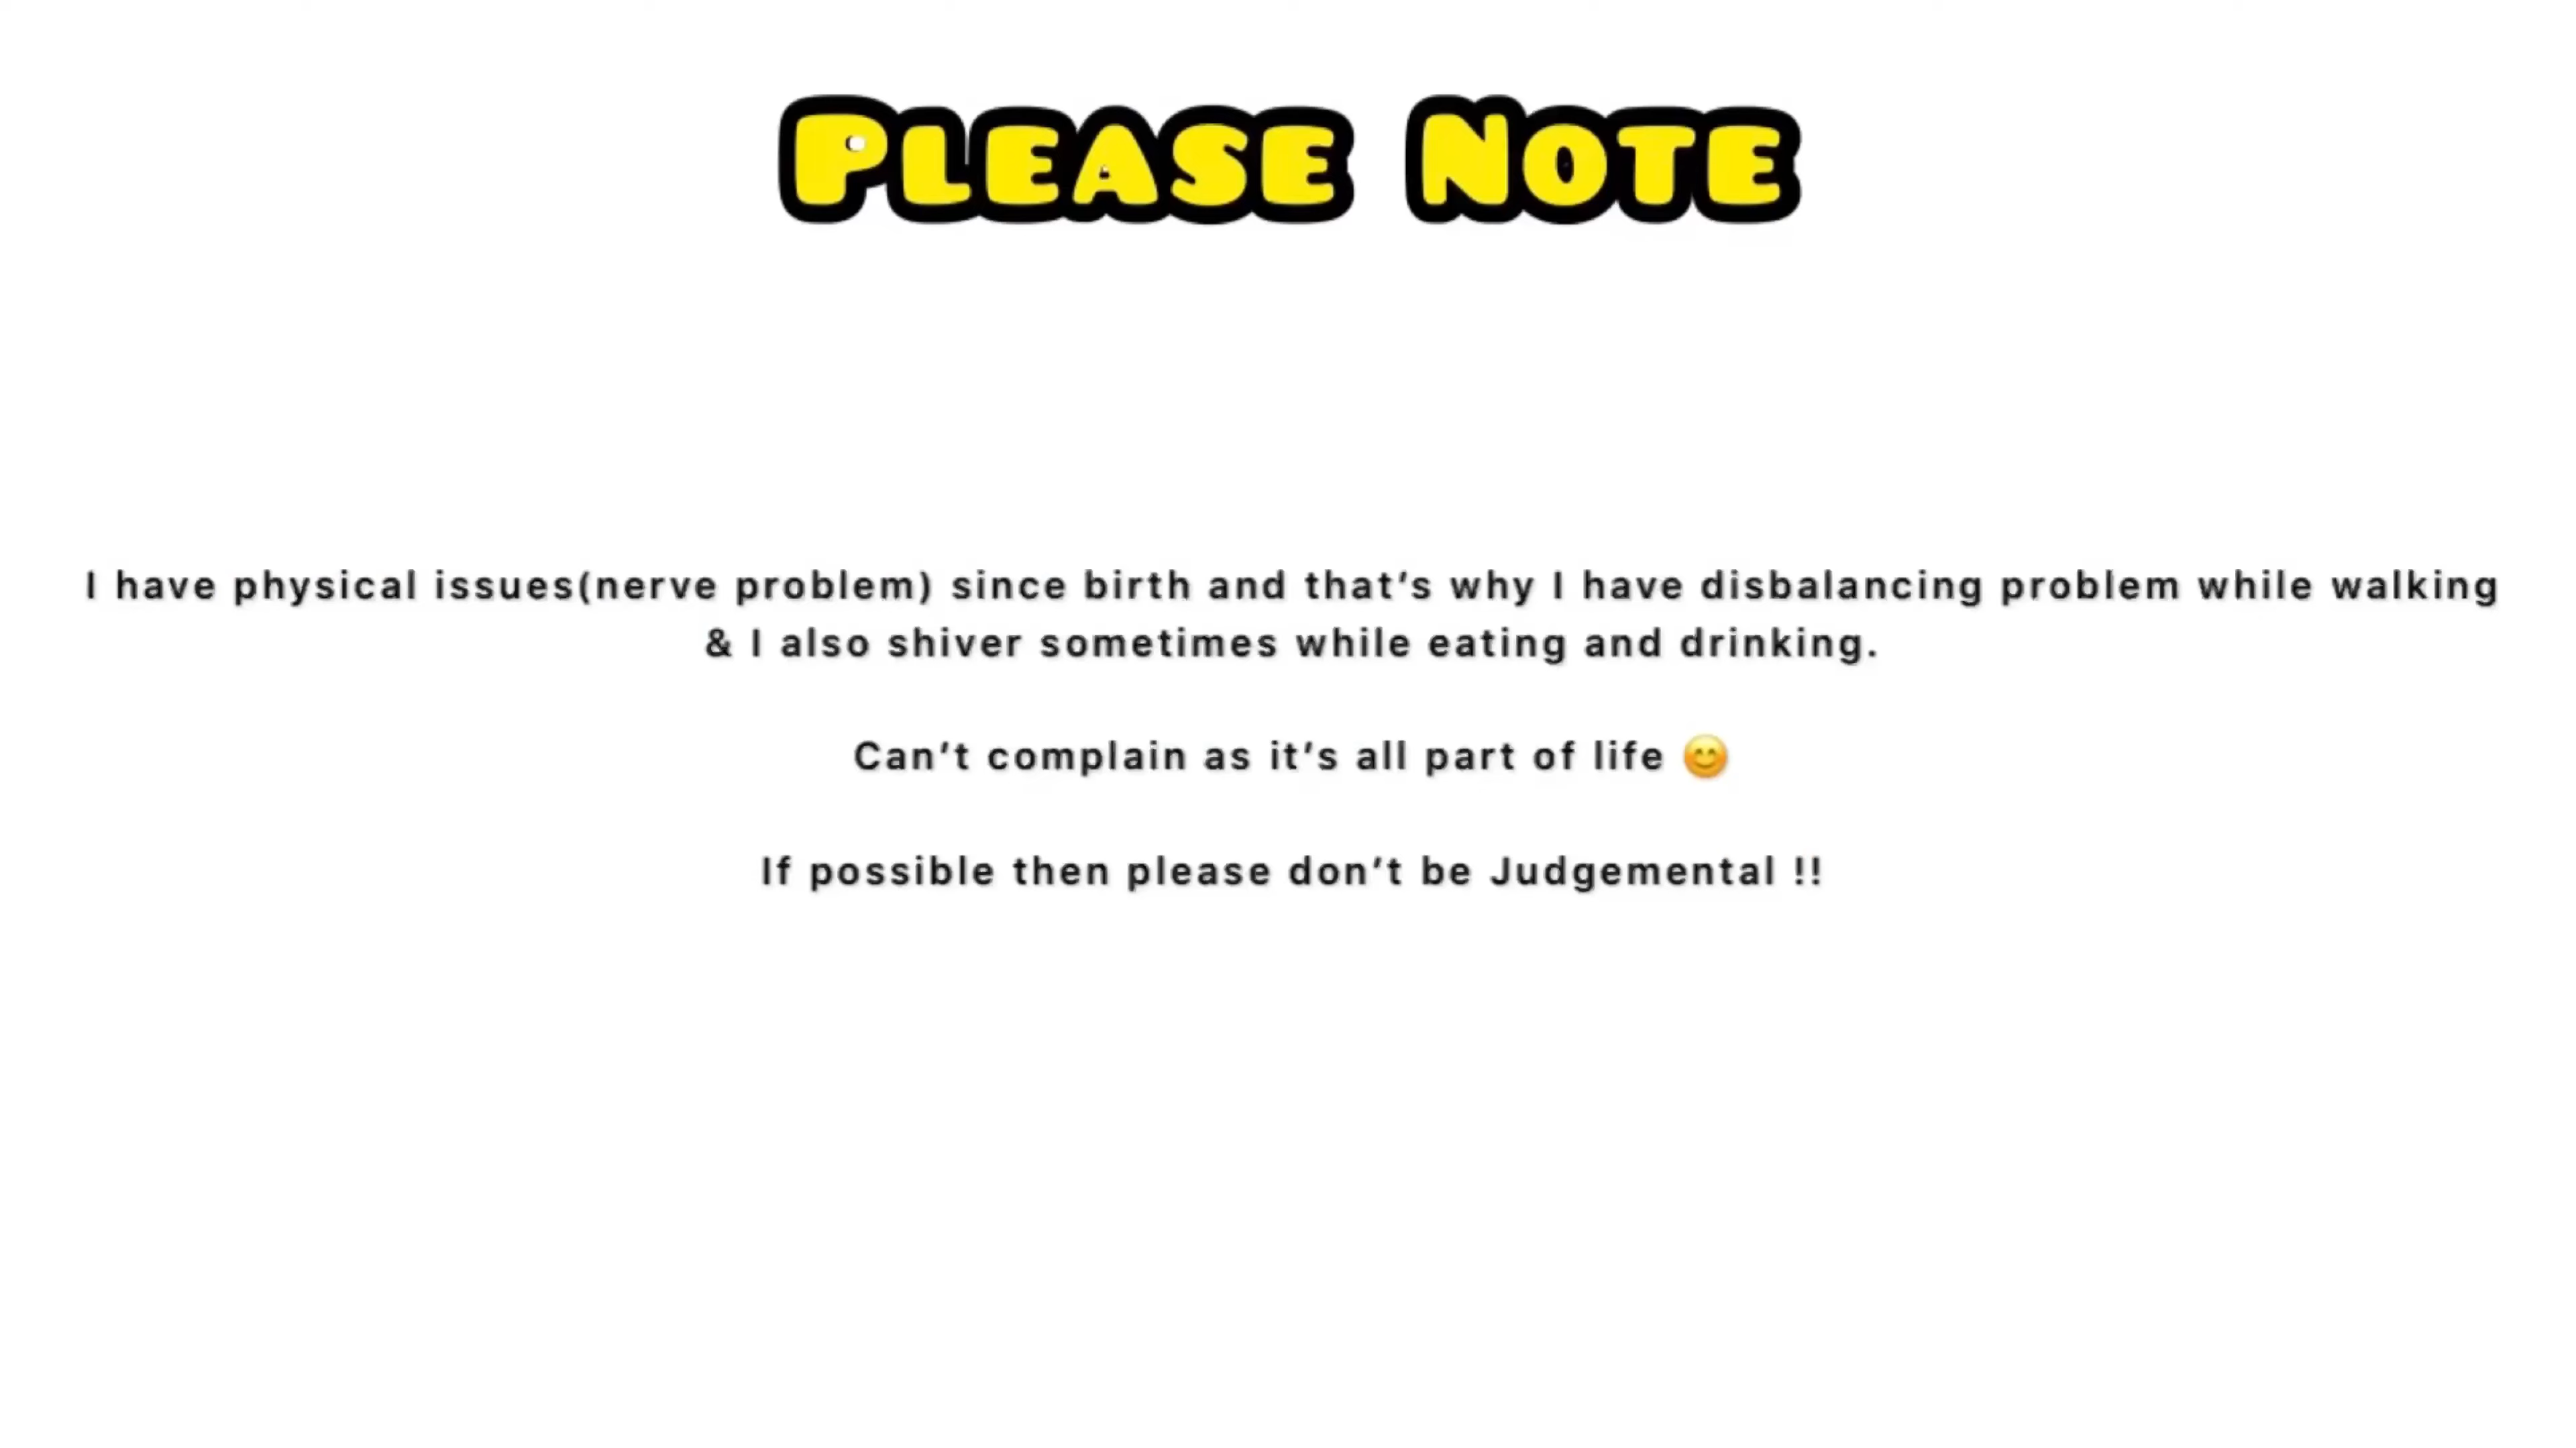 PLEASE NOTE
I have physical issues(nerve problem) since birth and that’s why I have disbalancing problem while walking
& I also shiver sometimes while eating and drinking.
Can’t complain as it’s all part of life 😊
If possible then please don’t be Judgemental !!